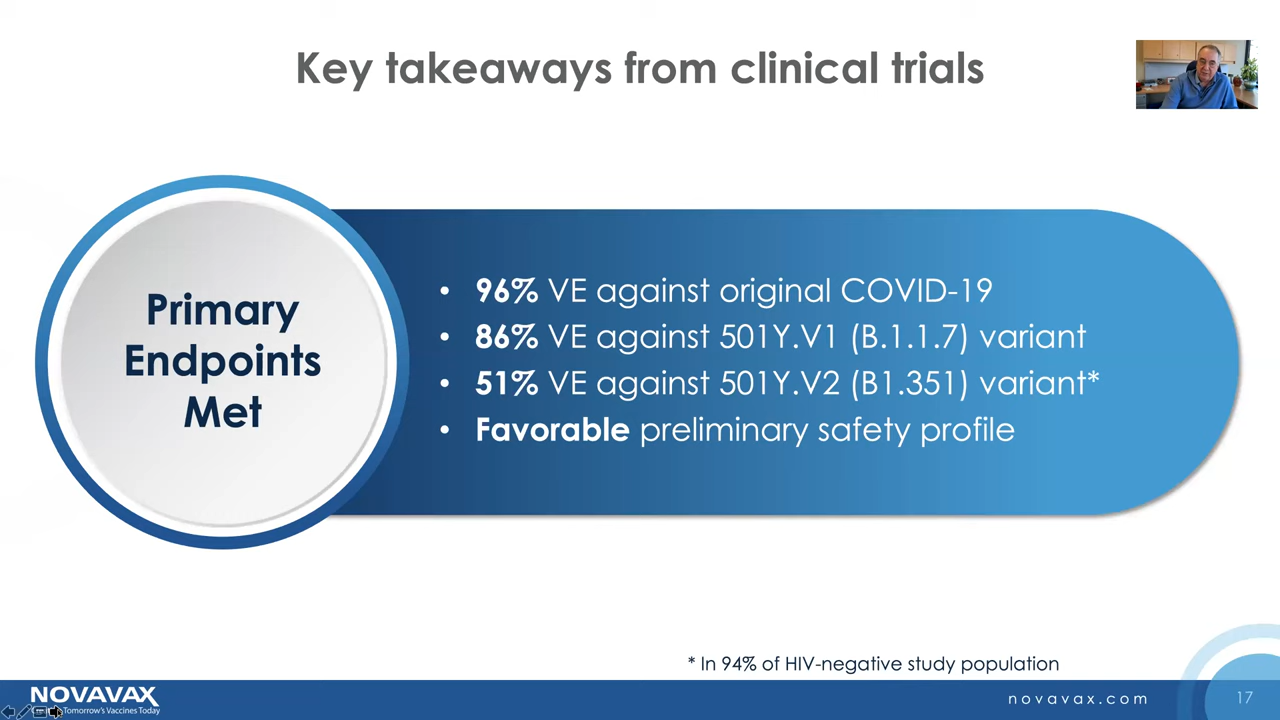 Key takeaways from clinical trials
Primary
Endpoints
Met
• 96% VE against original COVID-19
• 86% VE against 501Y.V1 (B.1.1.7) variant
• 51% VE against 501Y.V2 (B1.351) variant*
• Favorable preliminary safety profile
* In 94% of HIV-negative study population
NOVAVAX
Tomorrow's Vaccines Today
novavax.com
17